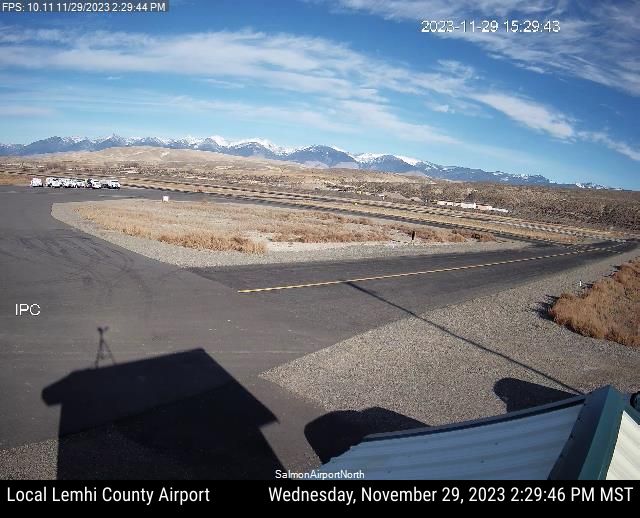 FPS: 10.11 11/29/2023 2:29:44 PM
2023-11-29 15:29:43
IPC
SalmonAirportNorth
Local Lemhi County Airport Wednesday, November 29, 2023 2:29:46 PM MST